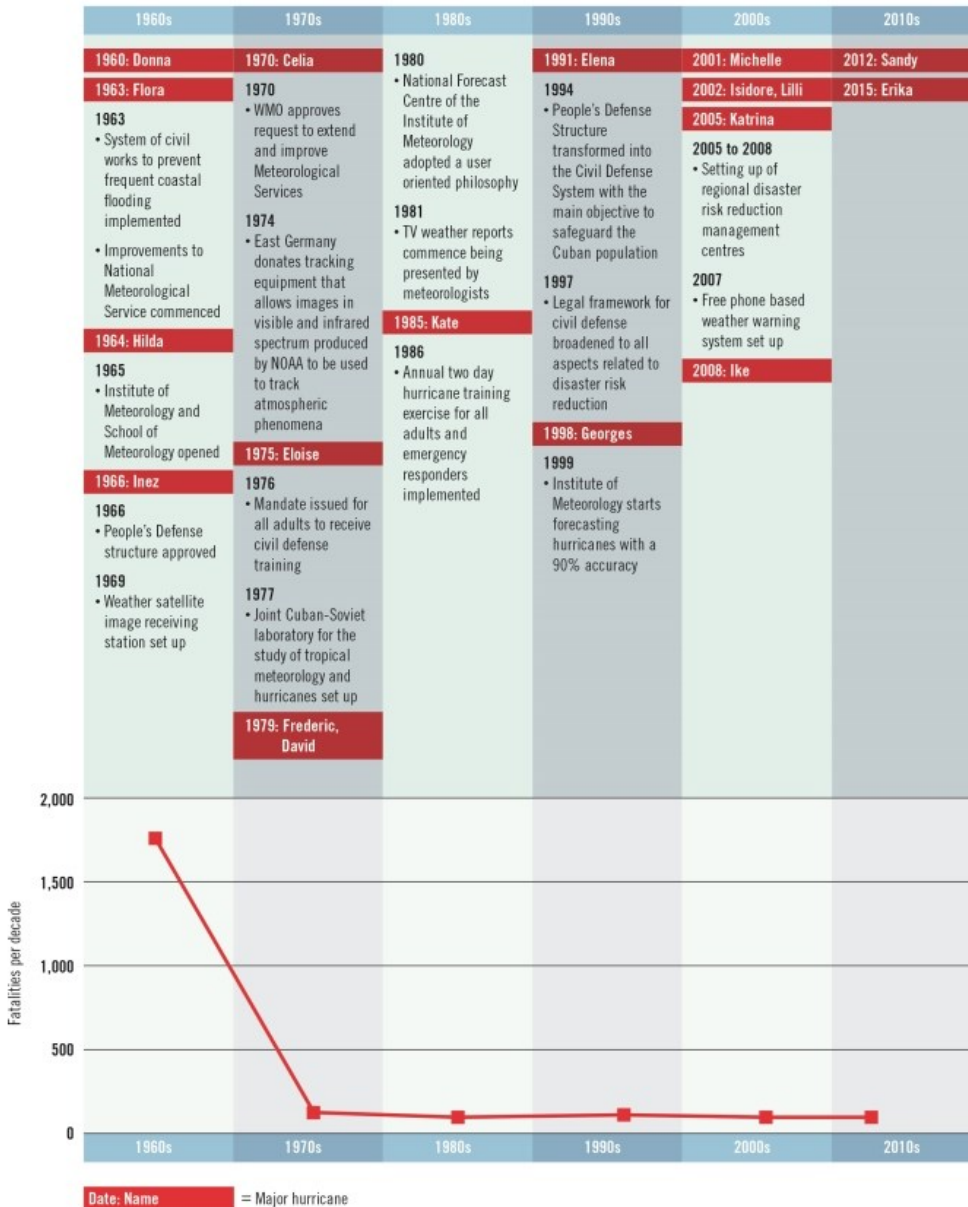 1960s
1970s
1980s
1990s
2000s
2010s
1960: Donna
1963: Flora
1963
• System of civil
works to prevent
frequent coastal
flooding
implemented
• Improvements to
National
Meteorological
Service commenced
1964: Hilda
1965
• Institute of
Meteorology and
School of
Meteorology opened
1966: Inez
1966
• People's Defense
structure approved
1969
• Weather satellite
image receiving
station set up
1970: Celia
1970
• WMO approves
request to extend
and improve
Meteorological
Services
1974
• East Germany
donates tracking
equipment that
allows images in
visible and infrared
spectrum produced
by NOAA to be used
to track
atmospheric
phenomena
1975: Eloise
1976
• Mandate issued for
all adults to receive
civil defense
training
1977
• Joint Cuban-Soviet
laboratory for the
study of tropical
meteorology and
hurricanes set up
1979: Frederic,
David
1980
• National Forecast
Centre of the
Institute of
Meteorology
adopted a user
oriented philosophy
1981
• TV weather reports
commence being
presented by
meteorologists
1985: Kate
1986
• Annual two day
hurricane training
exercise for all
adults and
emergency
responders
implemented
1991: Elena
1994
• People's Defense
Structure
transformed into
the Civil Defense
System with the
main objective to
safeguard the
Cuban population
1997
• Legal framework for
civil defense
broadened to all
aspects related to
disaster risk
reduction
1998: Georges
1999
• Institute of
Meteorology starts
forecasting
hurricanes with a
90% accuracy
2001: Michelle
2002: Isidore, Lilli
2005: Katrina
2005 to 2008
• Setting up of
regional disaster
risk reduction
management
centres
2007
• Free phone based
weather warning
system set up
2008: Ike
2012: Sandy
2015: Erika
Fatalities per decade
2,000
1,500
1,000
500
0
1960s
1970s
1980s
1990s
2000s
2010s
Date: Name = Major hurricane